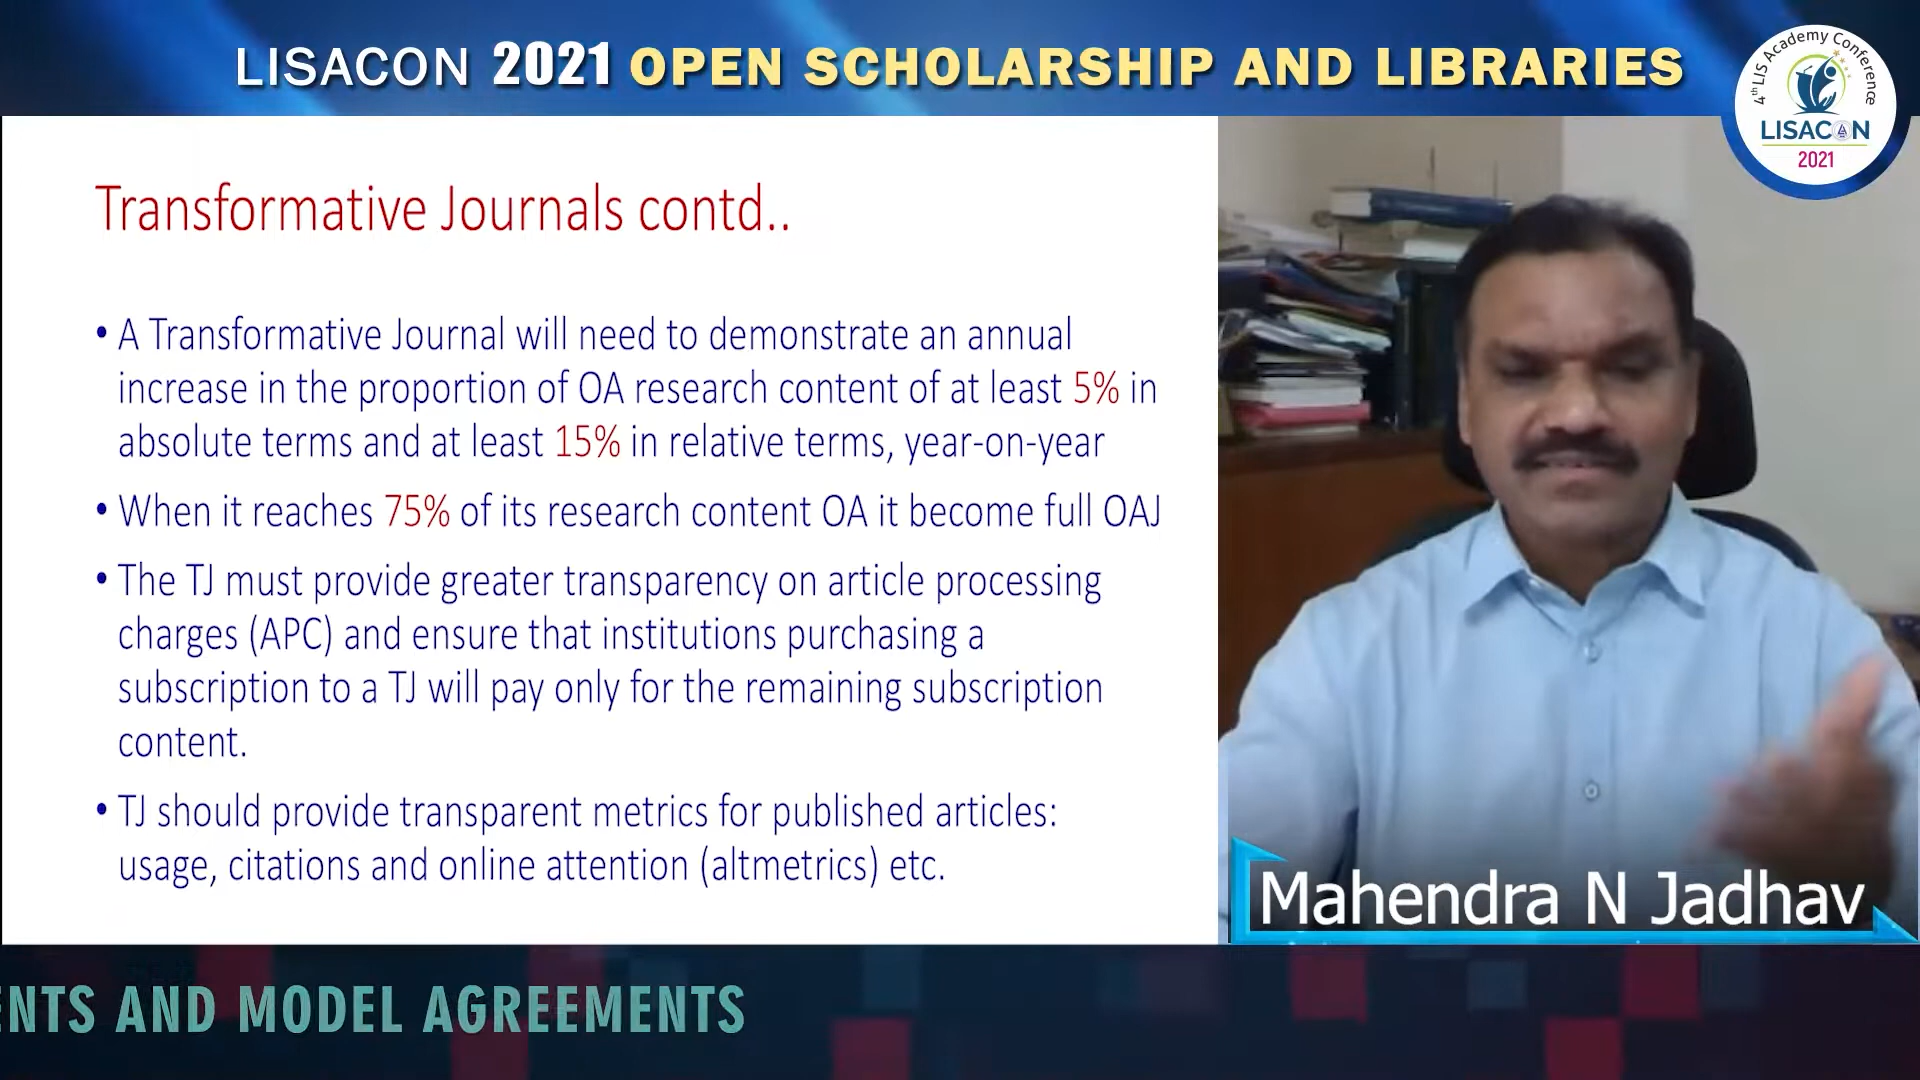 LISACON 2021 OPEN SCHOLARSHIP AND LIBRARIES
4th LIS Academy Conference
LISACON
2021
Transformative Journals contd..
• A Transformative Journal will need to demonstrate an annual
increase in the proportion of OA research content of at least 5% in
absolute terms and at least 15% in relative terms, year-on-year
• When it reaches 75% of its research content OA it become full OAJ
• The TJ must provide greater transparency on article processing
charges (APC) and ensure that institutions purchasing a
subscription to a TJ will pay only for the remaining subscription
content.
• TJ should provide transparent metrics for published articles:
usage, citations and online attention (altmetrics) etc.
Mahendra N Jadhav
NTS AND MODEL AGREEMENTS